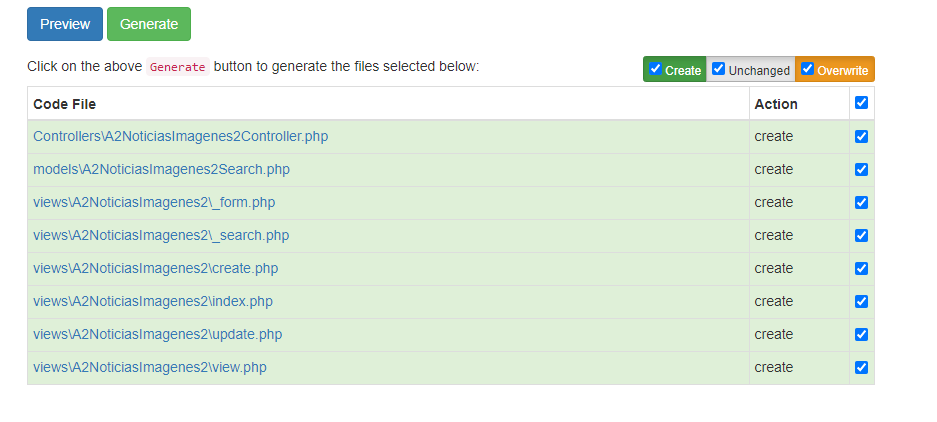 Preview Generate
Click on the above Generate button to generate the files selected below:
Create Unchanged Overwrite
Code File Action
Controllers\A2NoticiasImagenes2Controller.php create
models\A2NoticiasImagenes2Search.php create
views\A2NoticiasImagenes2\_form.php create
views\A2NoticiasImagenes2\_search.php create
views\A2NoticiasImagenes2\create.php create
views\A2NoticiasImagenes2\index.php create
views\A2NoticiasImagenes2\update.php create
views\A2NoticiasImagenes2\view.php create